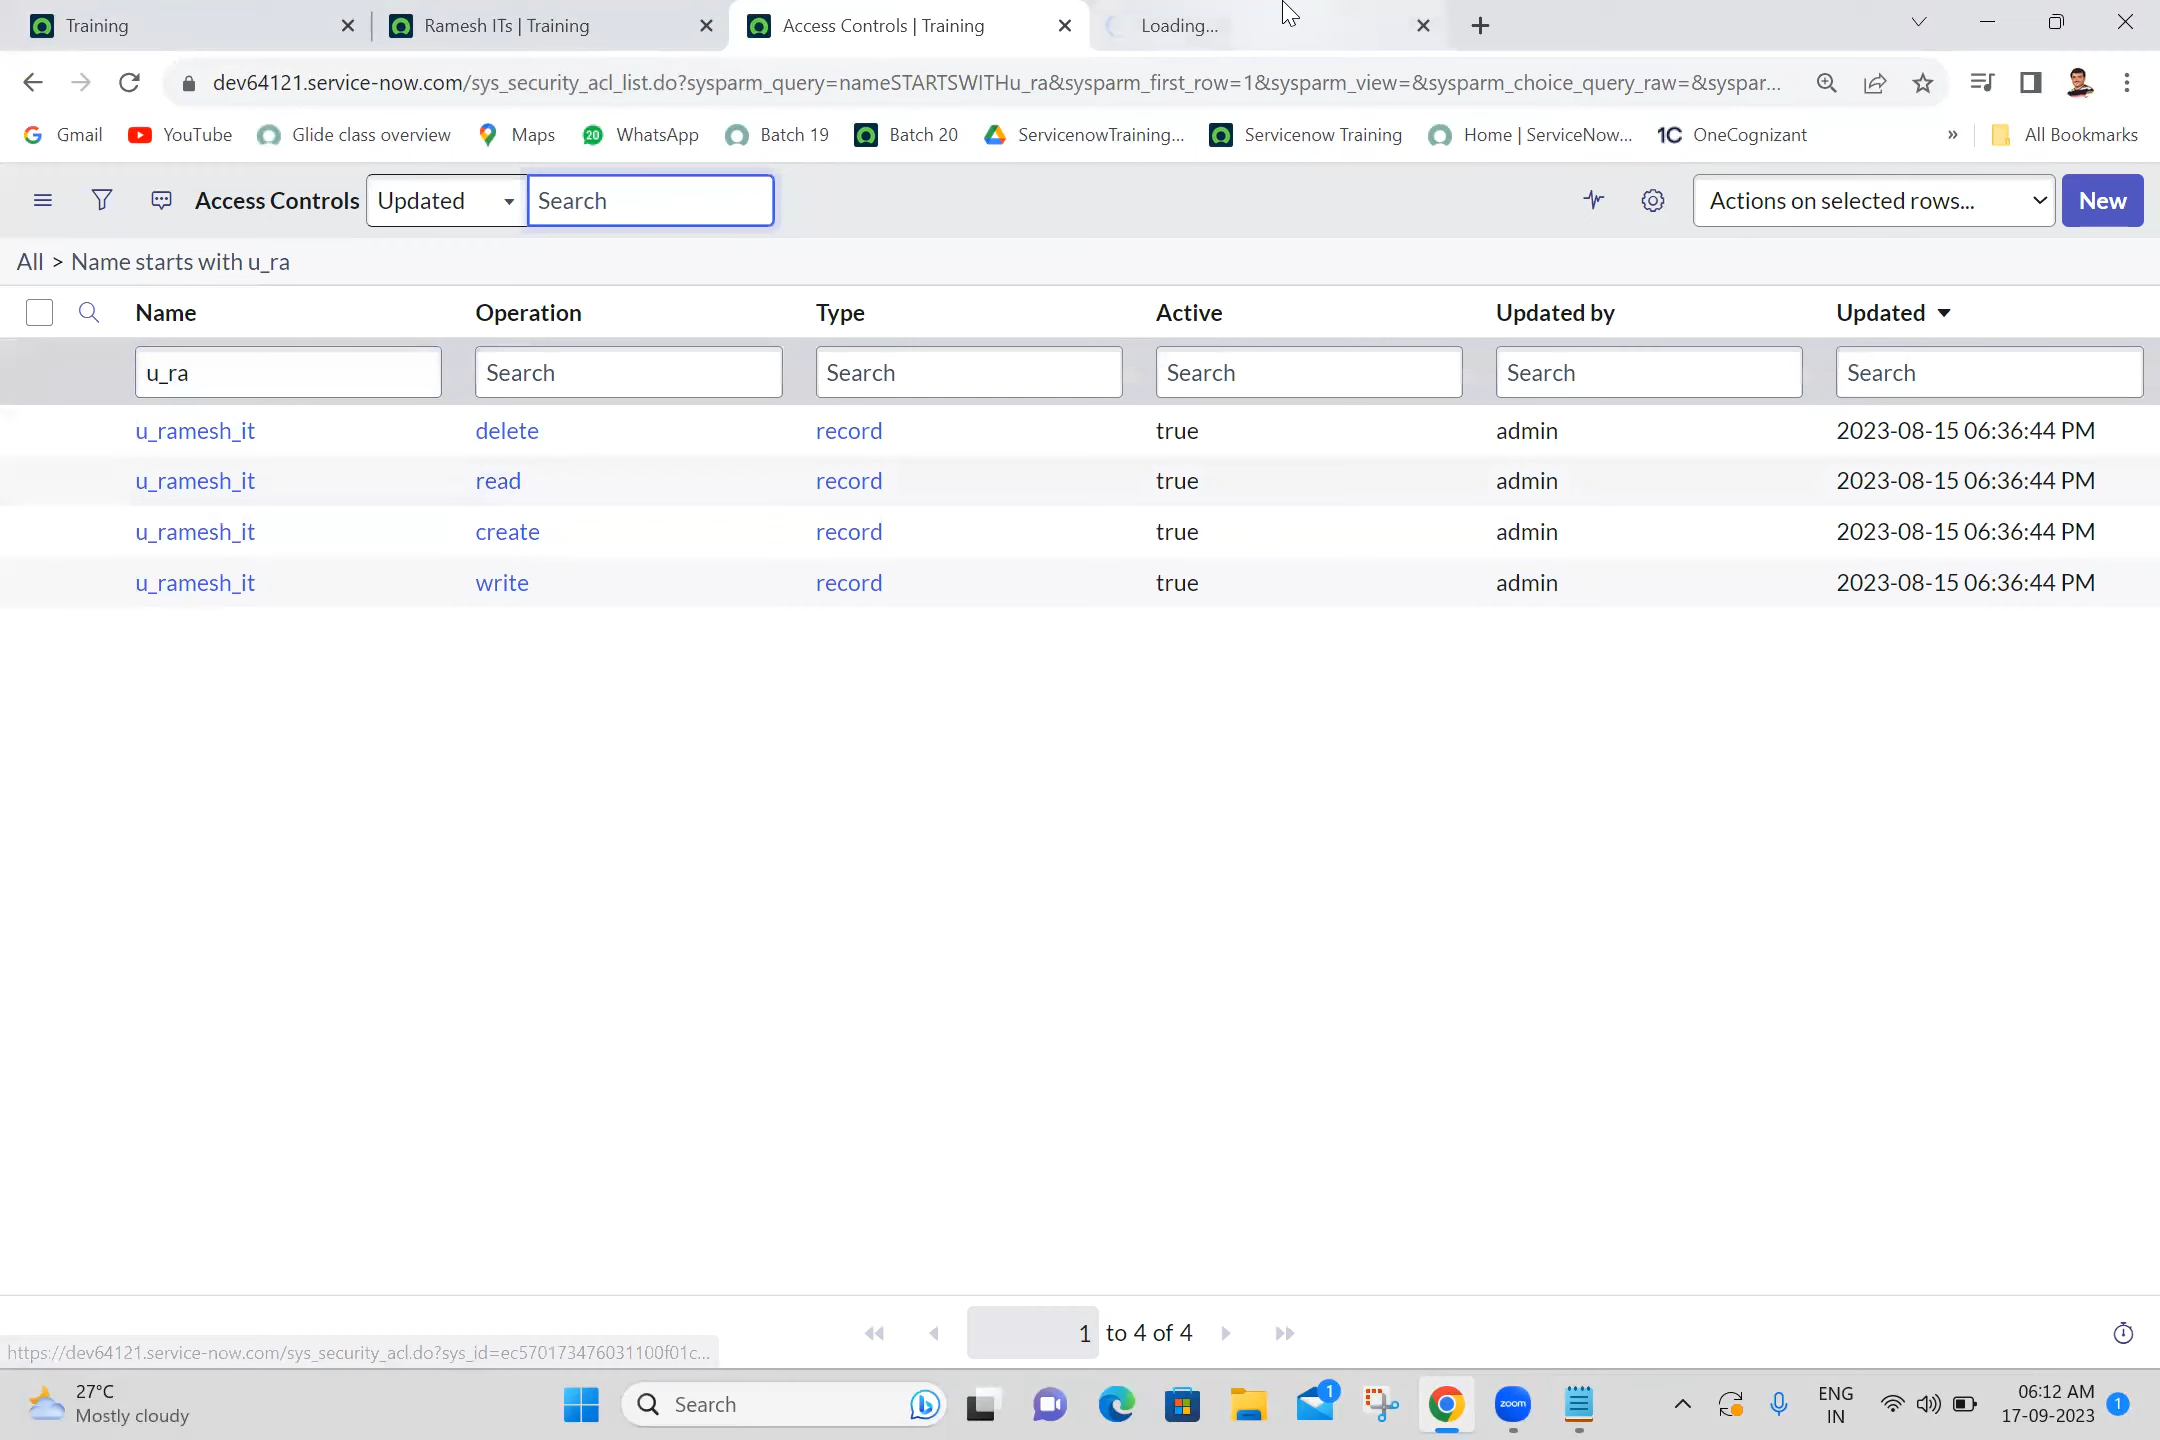 Training
Ramesh ITs | Training
Access Controls | Training
Loading...
dev64121.service-now.com/sys_security_acl_list.do?sysparm_query=nameSTARTSWITHu_ra&sysparm_first_row=1&sysparm_view=&sysparm_choice_query_raw=&syspar...
Gmail
YouTube
Glide class overview
Maps
20
WhatsApp
Batch 19
Batch 20
ServicenowTraining...
Servicenow Training
Home | ServiceNow...
1C OneCognizant
»
All Bookmarks
Access Controls
Updated
Search
Actions on selected rows...
New
All > Name starts with u_ra
Name Operation Type Active Updated by Updated
u_ra Search Search Search Search Search
u_ramesh_it delete record true admin 2023-08-15 06:36:44 PM
u_ramesh_it read record true admin 2023-08-15 06:36:44 PM
u_ramesh_it create record true admin 2023-08-15 06:36:44 PM
u_ramesh_it write record true admin 2023-08-15 06:36:44 PM
1 to 4 of 4
https://dev64121.service-now.com/sys_security_acl.do?sys_id=ec570173476031100f01c...
27°C
Mostly cloudy
Search
1
zoom
ENG
IN
06:12 AM
17-09-2023
1